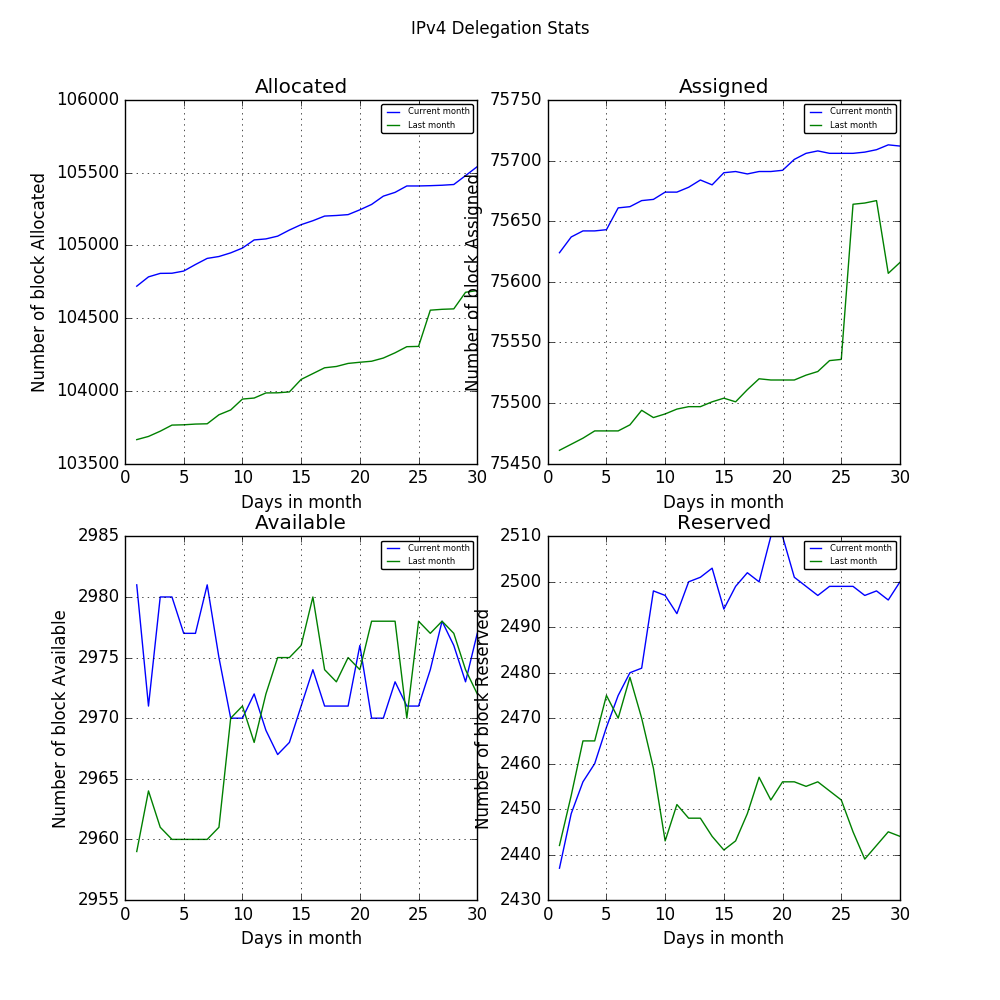 IPv4 Delegation Stats
Allocated
Number of block Allocated
106000
105500
105000
104500
104000
103500
Current month
Last month
0 5 10 15 20 25 30
Days in month
Assigned
Number of block Assigned
75750
75700
75650
75600
75550
75500
75450
Current month
Last month
0 5 10 15 20 25 30
Days in month
Available
Number of block Available
2985
2980
2975
2970
2965
2960
2955
Current month
Last month
0 5 10 15 20 25 30
Days in month
Reserved
Number of block Reserved
2510
2500
2490
2480
2470
2460
2450
2440
2430
Current month
Last month
0 5 10 15 20 25 30
Days in month